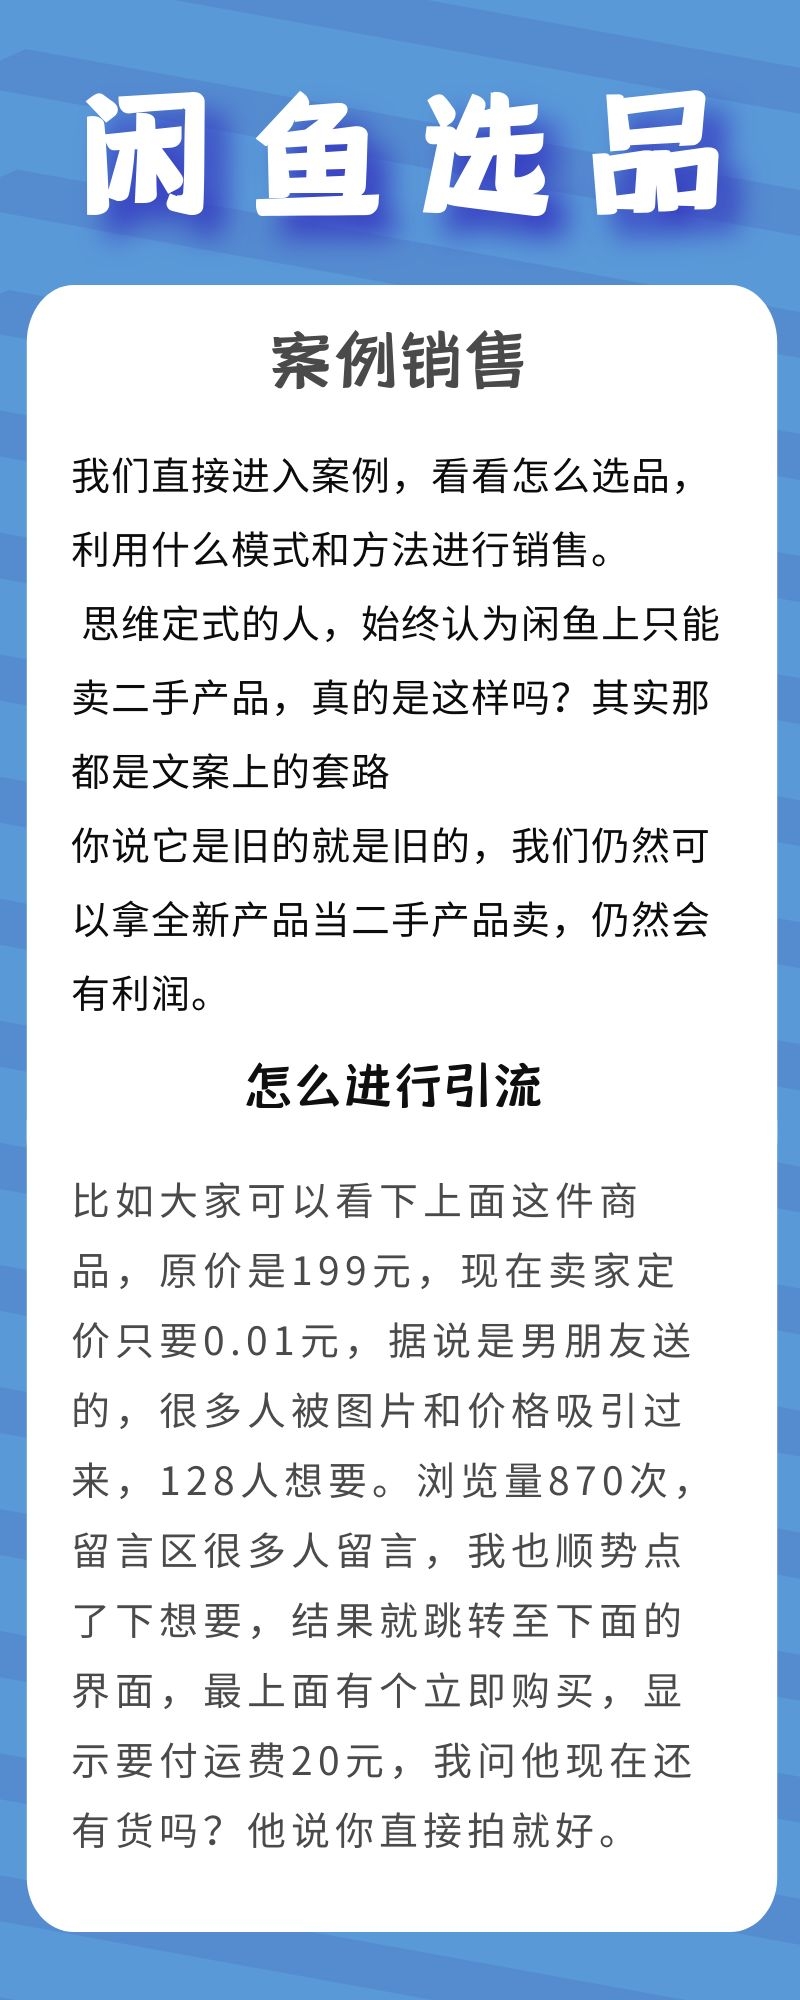 闲鱼选品
案例销售
我们直接进入案例，看看怎么选品，
利用什么模式和方法进行销售。
思维定式的人，始终认为闲鱼上只能
卖二手产品，真的是这样吗？其实那
都是文案上的套路
你说它是旧的就是旧的，我们仍然可
以拿全新产品当二手产品卖，仍然会
有利润。
怎么进行引流
比如大家可以看下上面这件商
品，原价是199元，现在卖家定
价只要0.01元，据说是男朋友送
的，很多人被图片和价格吸引过
来，128人想要。浏览量870次，
留言区很多人留言，我也顺势点
了下想要，结果就跳转至下面的
界面，最上面有个立即购买，显
示要付运费20元，我问他现在还
有货吗？他说你直接拍就好。